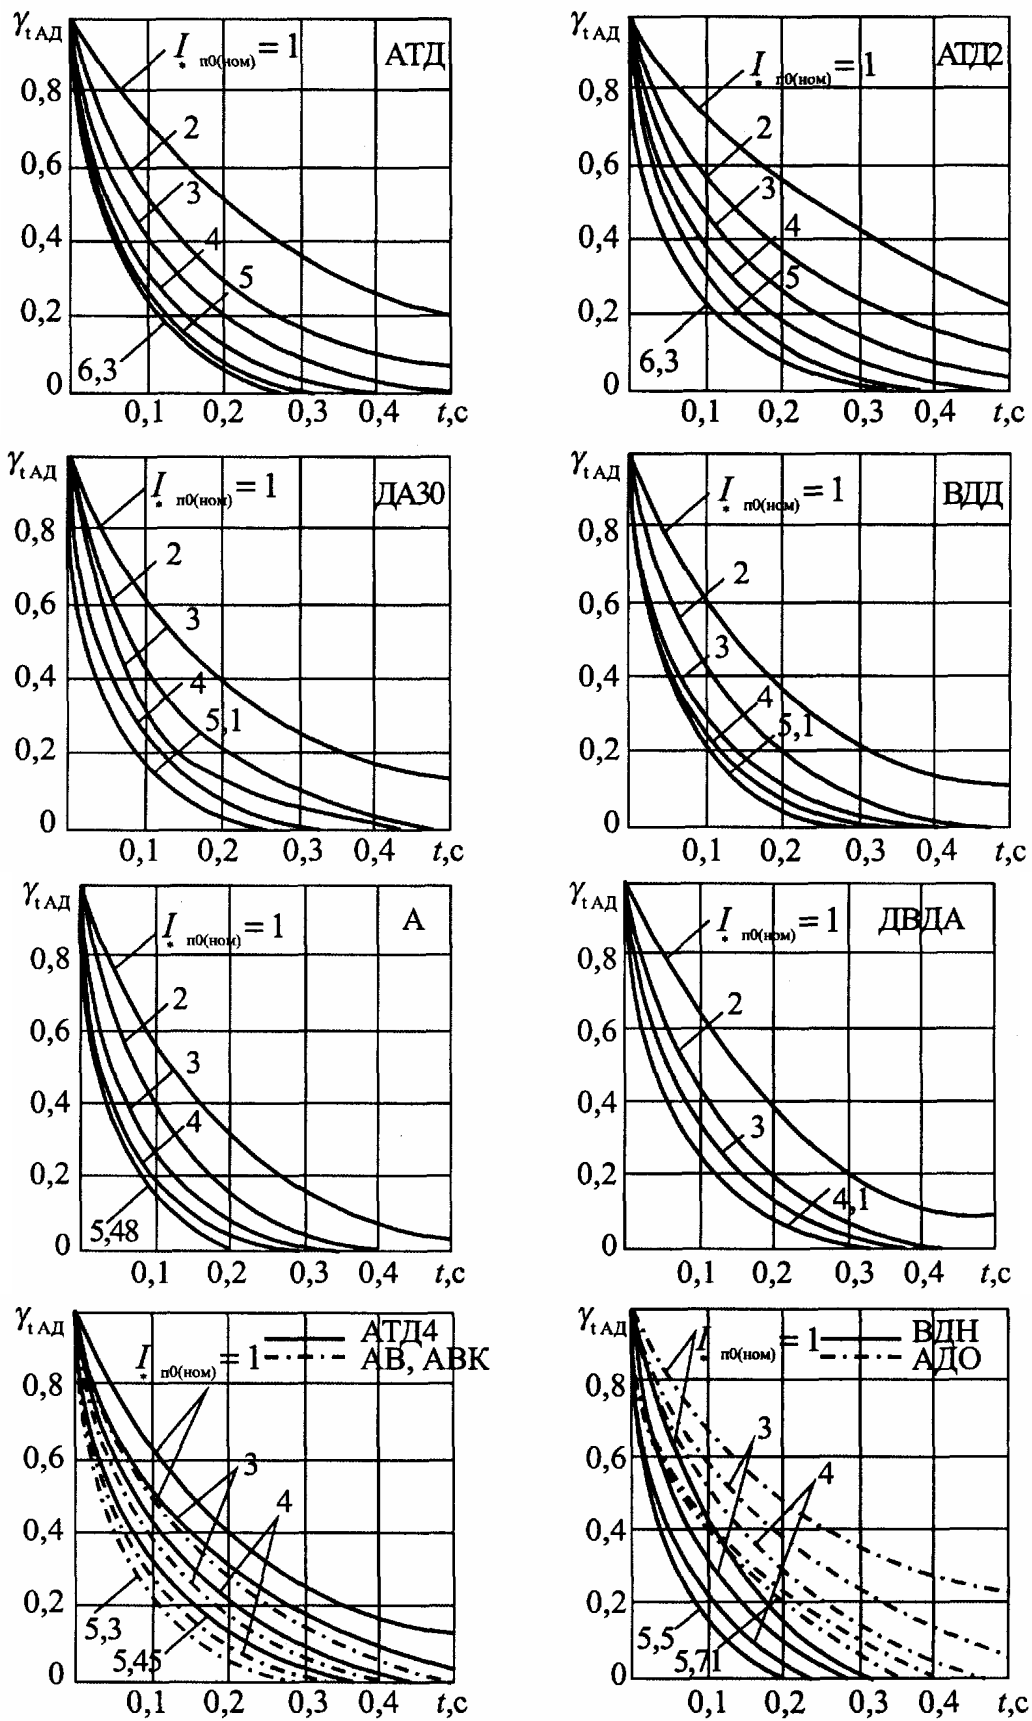 γt АД
I* п0(ном) = 1
АТД
0,8
2
0,6
3
0,4
4
5
0,2
6,3
0
0,1 0,2 0,3 0,4 t,с
γt АД
I* п0(ном) = 1
АТД2
0,8
2
0,6
3
0,4
4
5
0,2
6,3
0
0,1 0,2 0,3 0,4 t,с
γt АД
I* п0(ном) = 1
ДАЗО
0,8
2
0,6
3
0,4
4
5,1
0,2
0
0,1 0,2 0,3 0,4 t,с
γt АД
I* п0(ном) = 1
ВДД
0,8
2
0,6
3
0,4
4
5,1
0,2
0
0,1 0,2 0,3 0,4 t,с
γt АД
I* п0(ном) = 1
А
0,8
2
0,6
3
0,4
4
0,2
5,48
0
0,1 0,2 0,3 0,4 t,с
γt АД
I* п0(ном) = 1
ДВДА
0,8
2
0,6
0,4
3
0,2
4,1
0
0,1 0,2 0,3 0,4 t,с
γt АД
АТД4
I* п0(ном) = 1
АВ, АВК
0,8
0,6
3
4
0,4
0,2
5,3
5,45
0
0,1 0,2 0,3 0,4 t,с
γt АД
I* п0(ном) = 1
ВДН
АДО
0,8
3
0,6
4
0,4
0,2
5,5
5,71
0
0,1 0,2 0,3 0,4 t,с